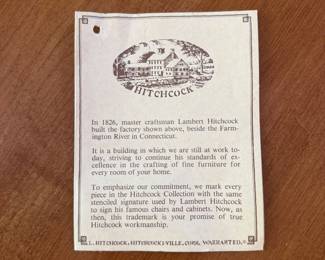 HITCHCOCK
In 1826, master craftsman Lambert Hitchcock
built the factory shown above, beside the Farm-
ington River in Connecticut.
It is a building in which we are still at work to-
day, striving to continue his standards of ex-
cellence in the crafting of fine furniture for
every room of your home.
To emphasize our commitment, we mark every
piece in the Hitchcock Collection with the same
stenciled signature used by Lambert Hitchcock
to sign his famous chairs and cabinets. Now, as
then, this trademark is your promise of true
Hitchcock workmanship.
L. HITCHCOCK, HITCHCOCKSVILLE, CONN. WARRANTED.